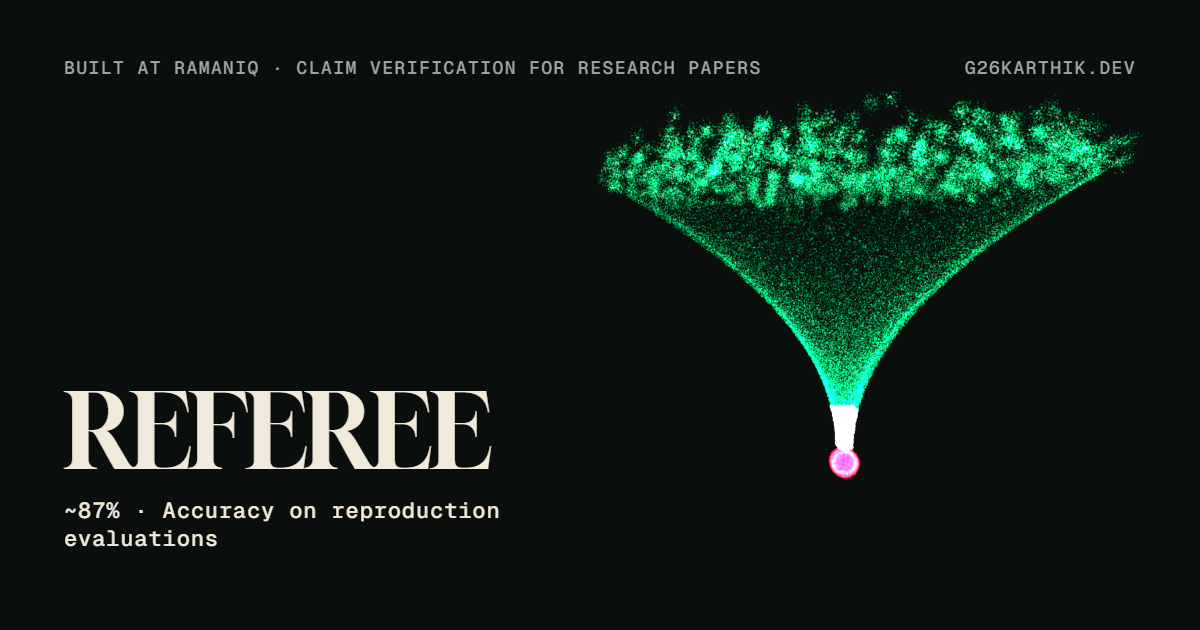 BUILT AT RAMANIQ · CLAIM VERIFICATION FOR RESEARCH PAPERS
G26KARTHIK.DEV
REFEREE
~87% · Accuracy on reproduction
evaluations